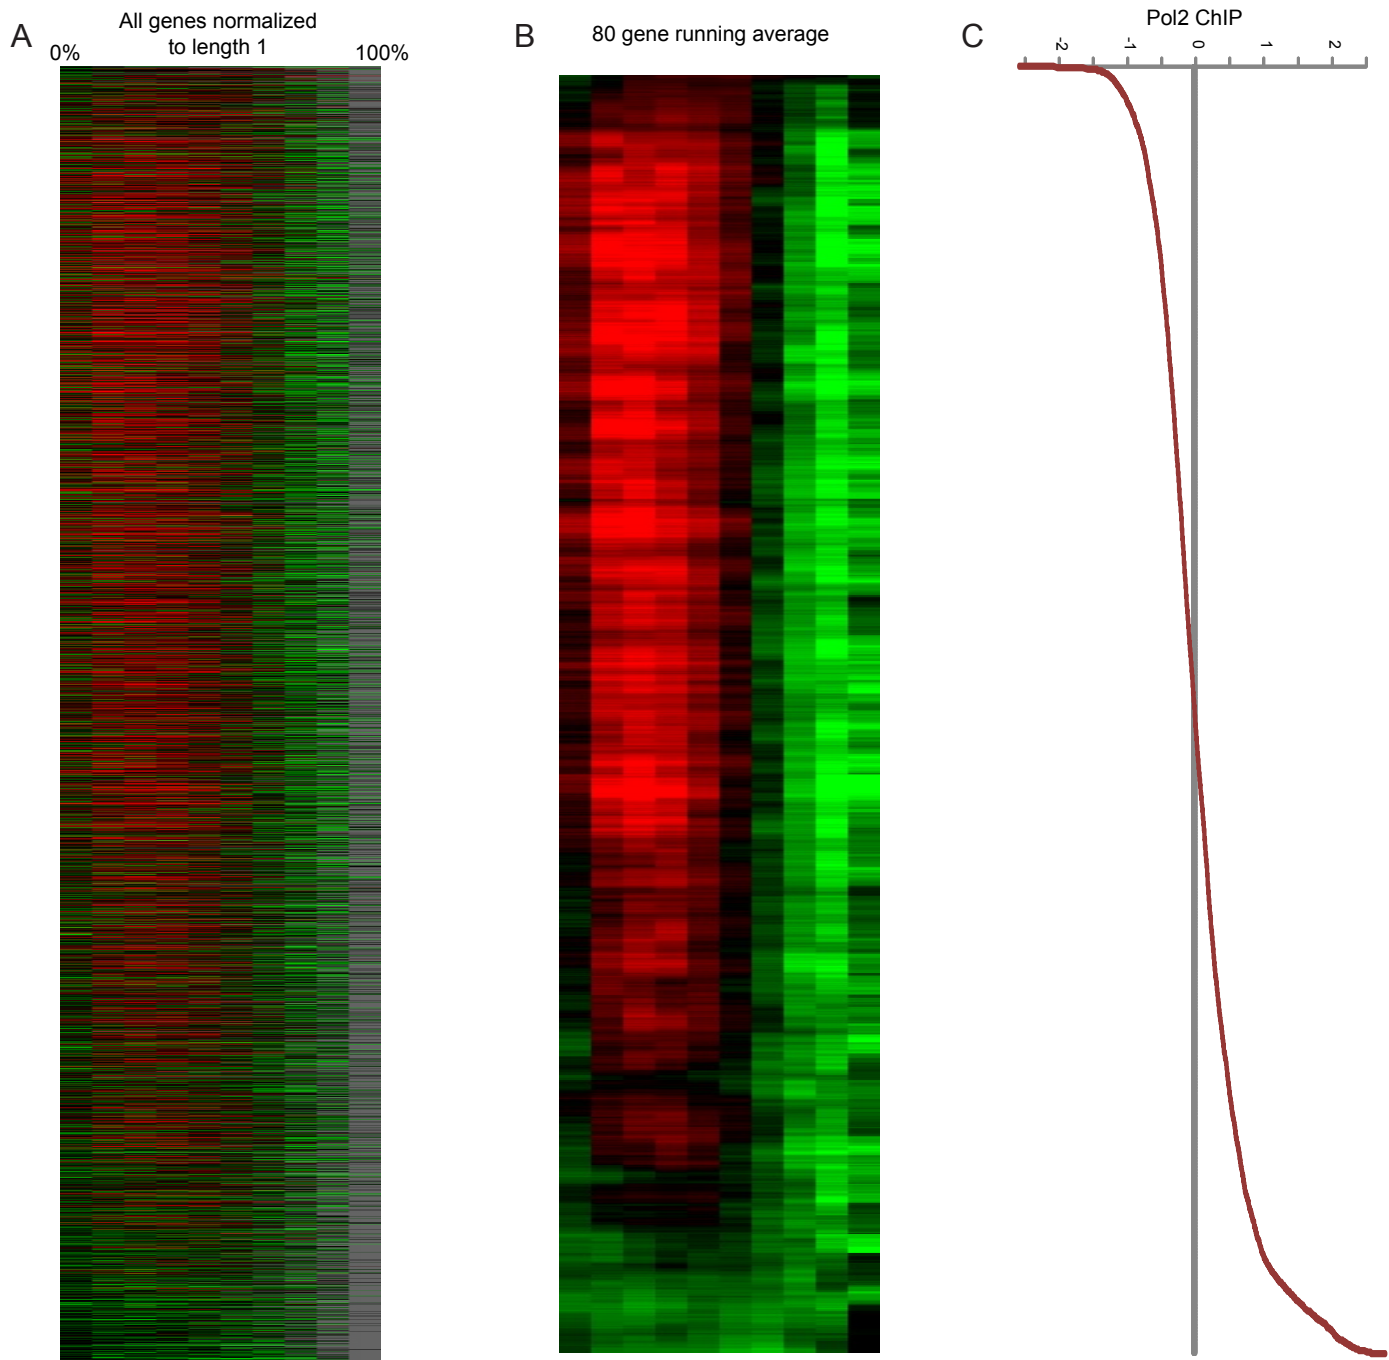 A
All genes normalized
to length 1
0%
100%
B
80 gene running average
C
Pol2 ChIP
-2
-1
0
1
2